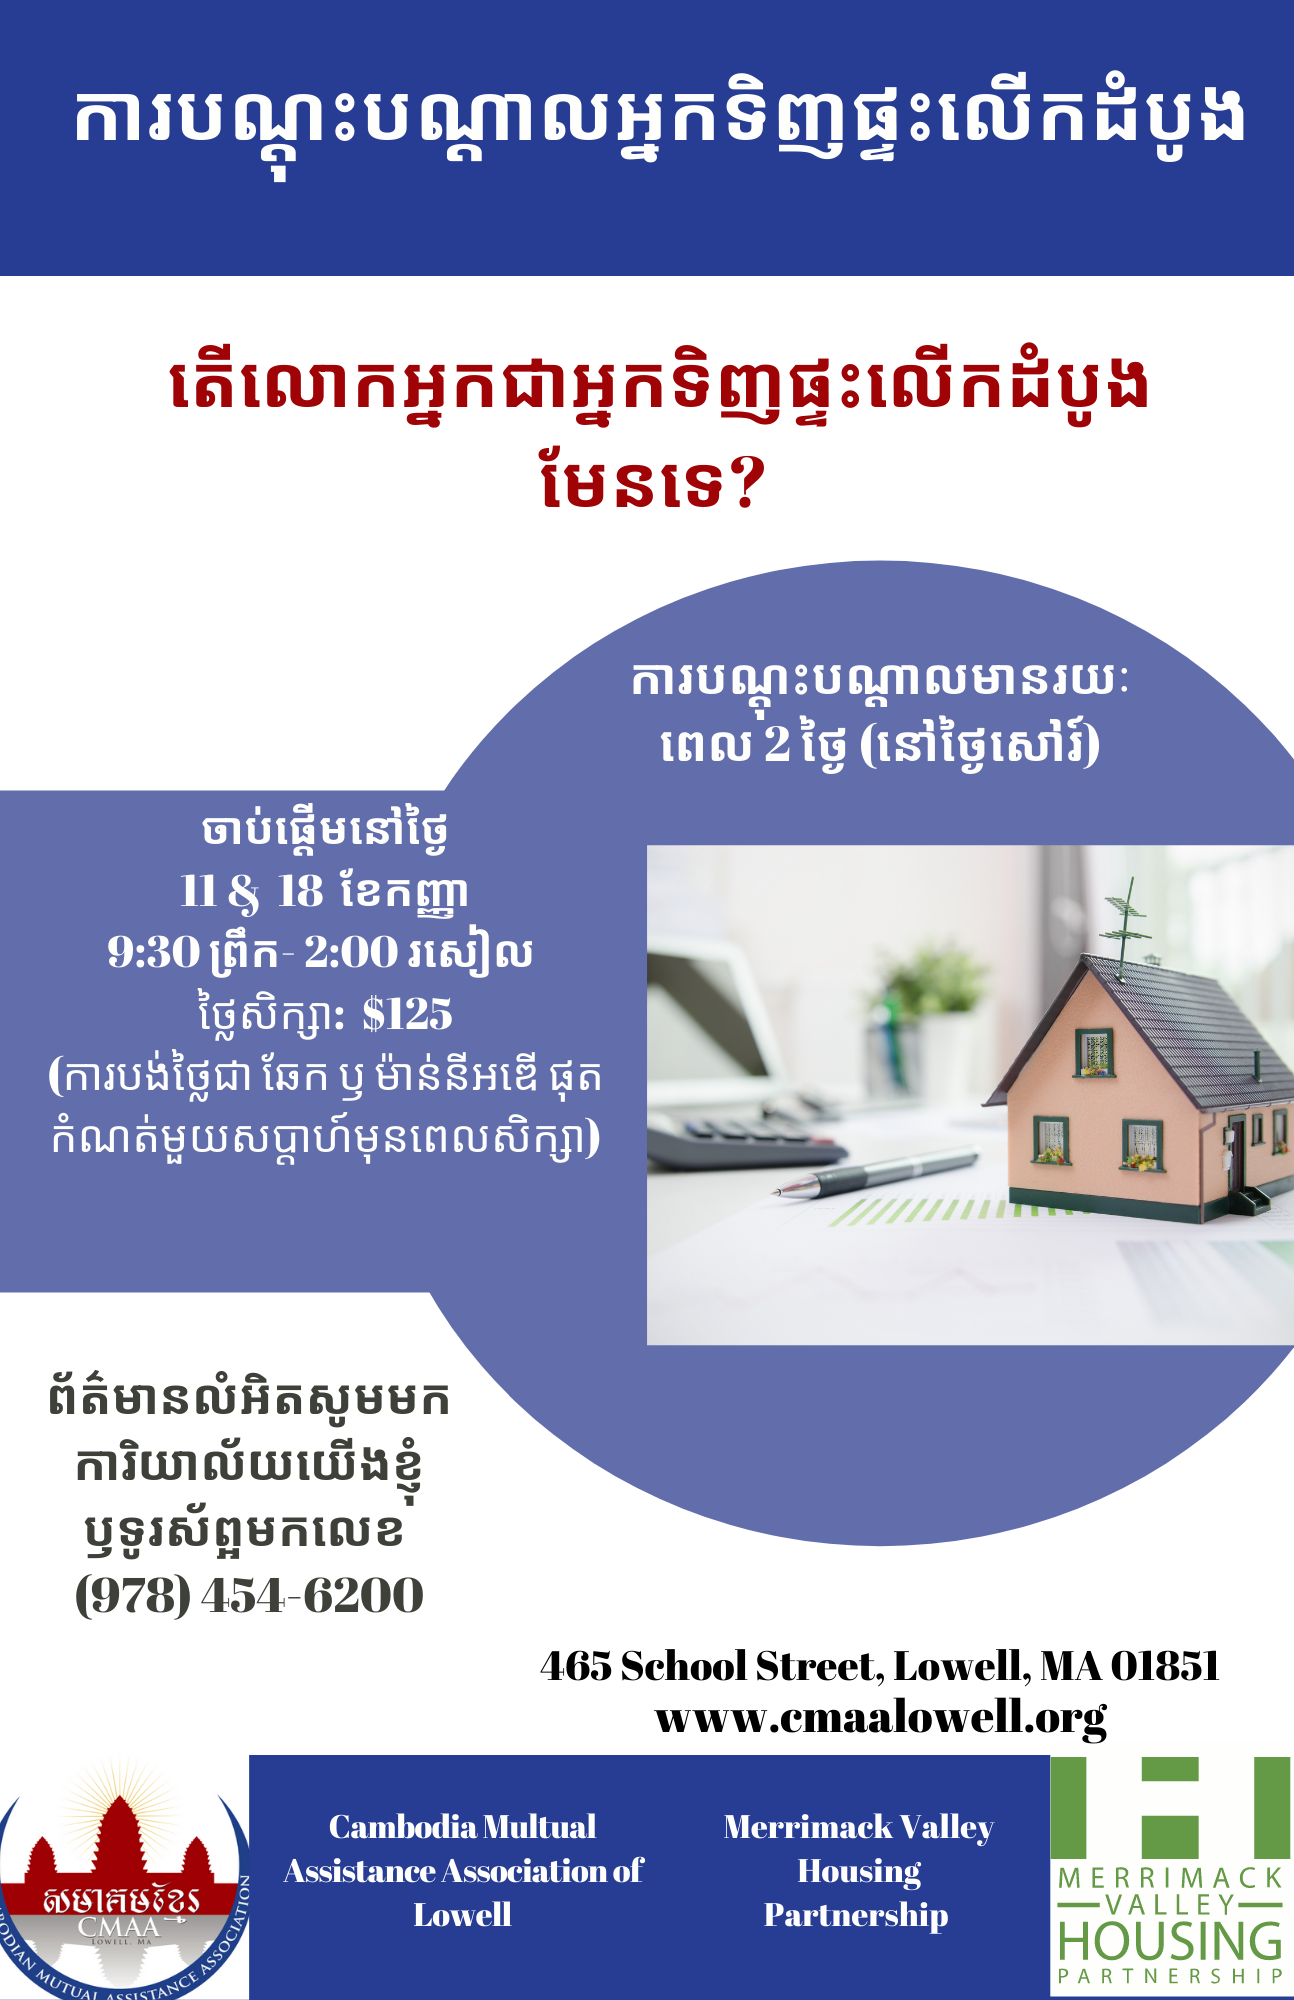 ការបណ្តុះបណ្តាលអ្នកទិញផ្ទះលើកដំបូង
តើលោកអ្នកជាអ្នកទិញផ្ទះលើកដំបូង
មែនទេ?
ការបណ្តុះបណ្តាលមានរយៈ
ពេល 2 ថ្ងៃ (នៅថ្ងៃសៅរ៍)
ចាប់ផ្តើមនៅថ្ងៃ
11 & 18 ខែកញ្ញា
9:30 ព្រឹក- 2:00 រសៀល
ថ្លៃសិក្សា: $125
(ការបង់ថ្លៃជា ឆែក ឫ ម៉ាន់នីអឌើ ផុត
កំណត់មួយសប្តាហ៍មុនពេលសិក្សា)
ព័ត៌មានលំអិតសូមមក
ការិយាល័យយើងខ្ញុំ
ឫទូរស័ព្ទមកលេខ
(978) 454-6200
465 School Street, Lowell, MA 01851
www.cmaalowell.org
សមាគមខ្មែរ
CMAA
LOWELL, MA
MUTUAL ASSISTANCE ASSOCIATION
Cambodia Multual
Assistance Association of
Lowell
Merrimack Valley
Housing
Partnership
MERRIMACK
VALLEY
HOUSING
PARTNERSHIP